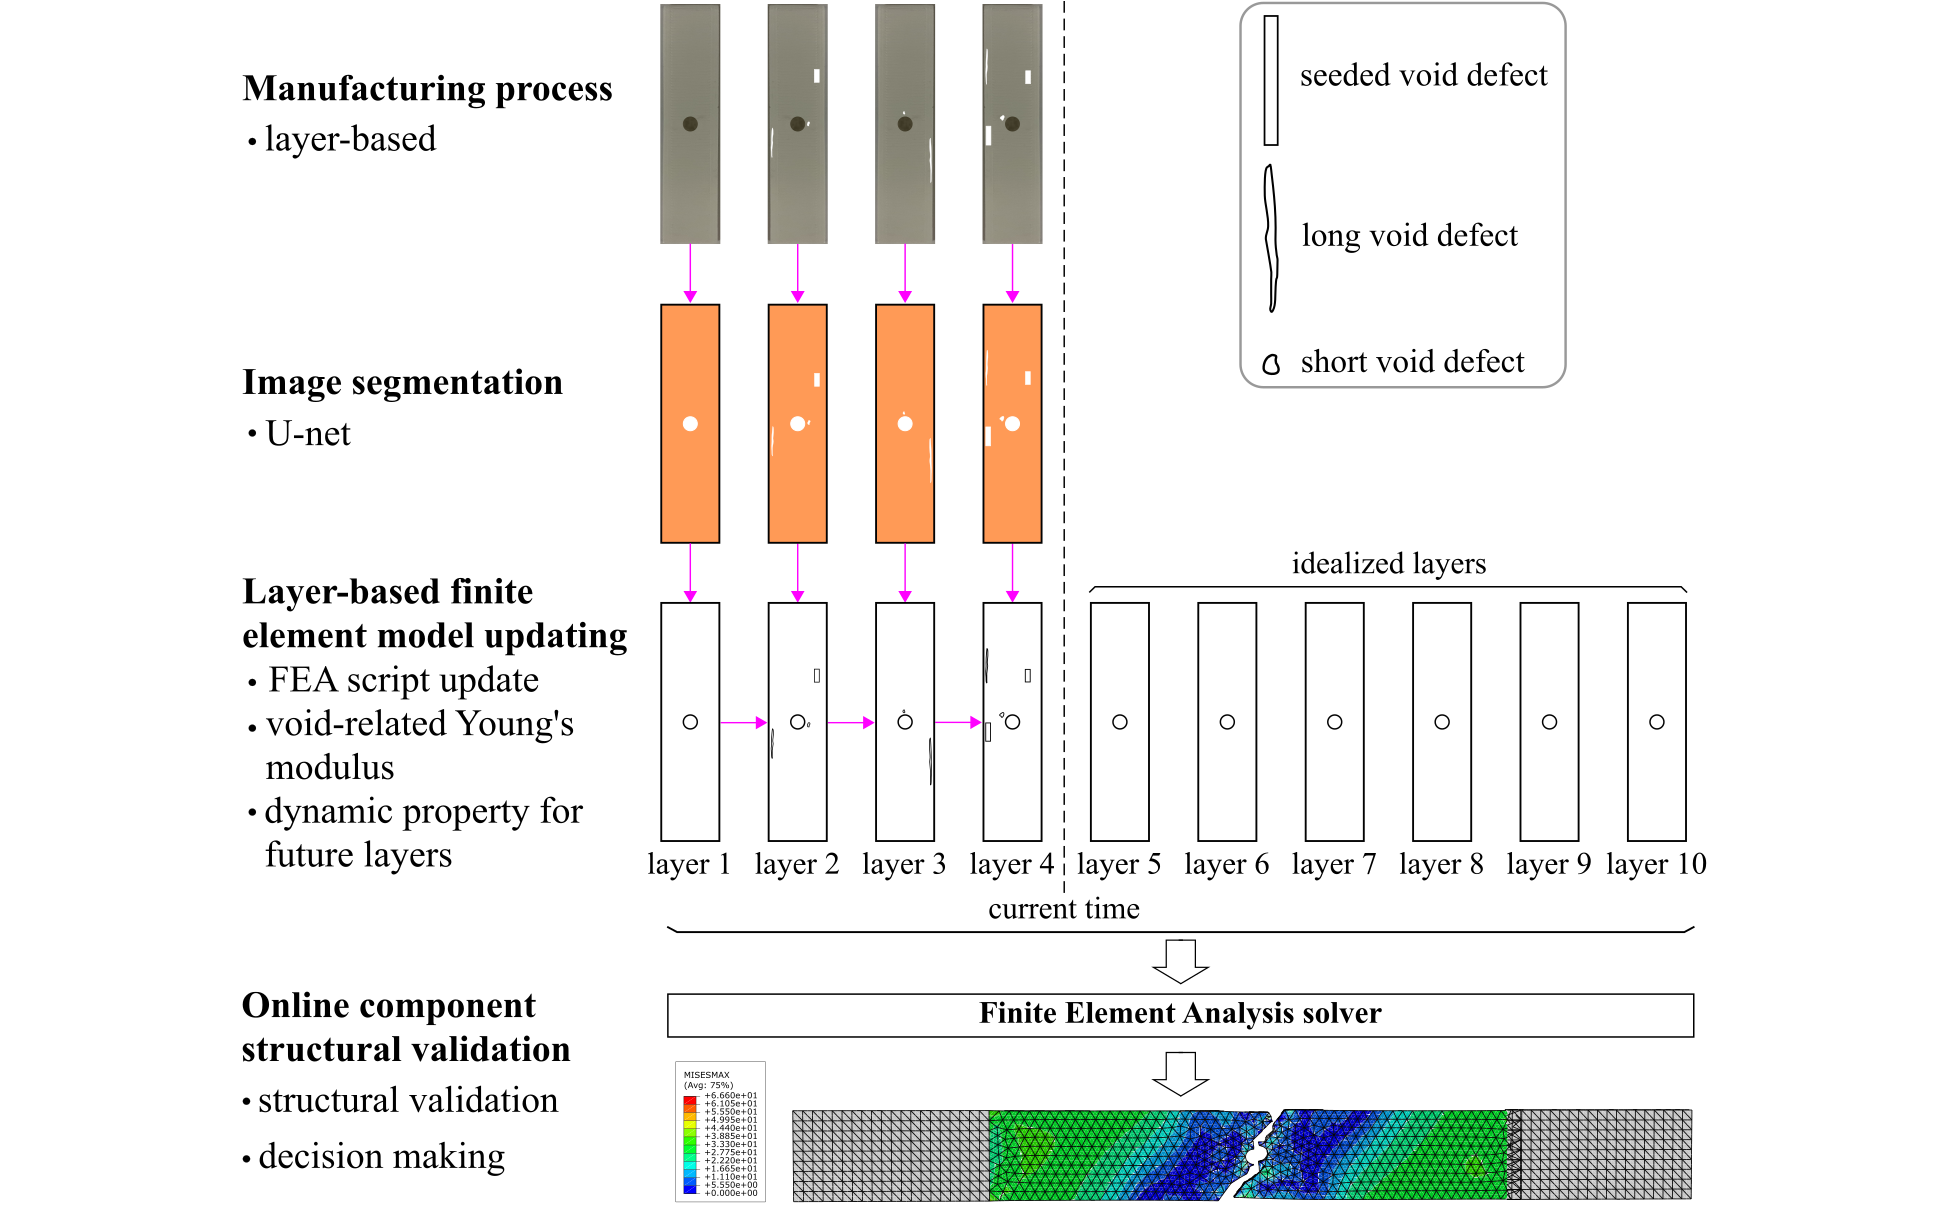 Manufacturing process
• layer-based
seeded void defect
long void defect
short void defect
Image segmentation
• U-net
Layer-based finite
element model updating
• FEA script update
• void-related Young's
modulus
• dynamic property for
future layers
idealized layers
layer 1 layer 2 layer 3 layer 4 layer 5 layer 6 layer 7 layer 8 layer 9 layer 10
current time
Online component
structural validation
• structural validation
• decision making
Finite Element Analysis solver
MISESMAX
(Avg: 75%)
+6.660e+01
+6.105e+01
+5.550e+01
+4.995e+01
+4.440e+01
+3.885e+01
+3.330e+01
+2.775e+01
+2.220e+01
+1.665e+01
+1.110e+01
+5.550e+00
+0.000e+00